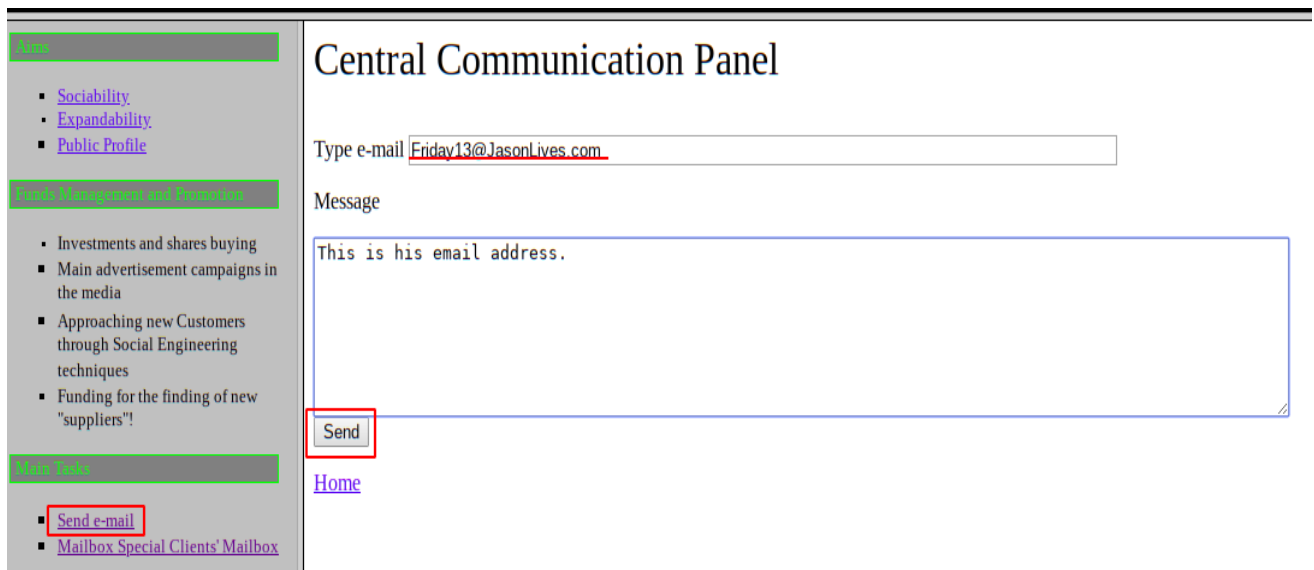 Aims
Sociability
Expandability
Public Profile
Funds Management and Promotion
Investments and shares buying
Main advertisement campaigns in
the media
Approaching new Customers
through Social Engineering
techniques
Funding for the finding of new
"suppliers"!
Main Tasks
Send e-mail
Mailbox Special Clients' Mailbox
Central Communication Panel
Type e-mail Friday13@JasonLives.com
Message
This is his email address.
Send
Home